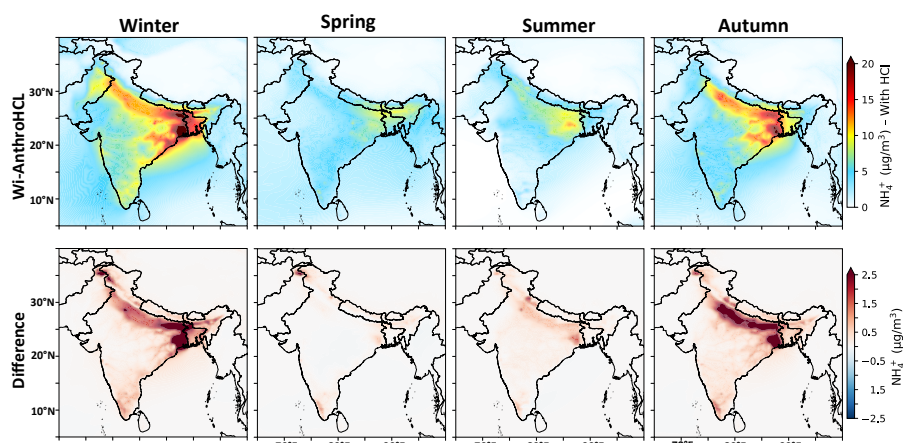 Winter
Spring
Summer
Autumn
Wi-AnthroHCL
30°N
20°N
10°N
20
15
10
5
0
NH₄⁺ (μg/m³) – With HCl
Difference
30°N
20°N
10°N
2.5
1.5
0.5
−0.5
1.5
−2.5
NH₄⁺ (μg/m³)